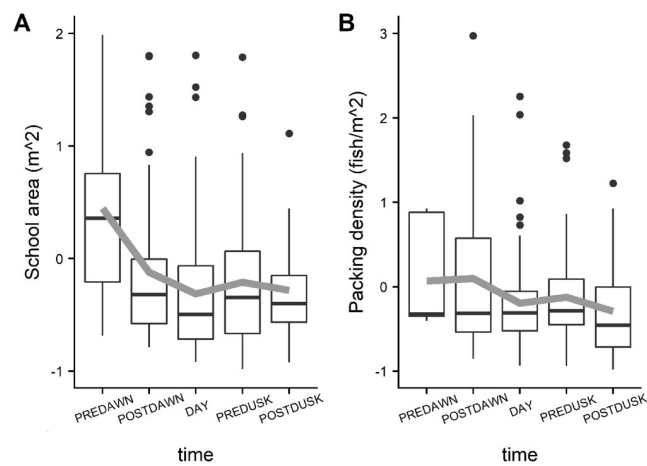 A
School area (m^2)
2
1
0
-1
PREDAWN
POSTDAWN
DAY
PREDUSK
POSTDUSK
time
B
Packing density (fish/m^2)
3
2
1
0
-1
PREDAWN
POSTDAWN
DAY
PREDUSK
POSTDUSK
time